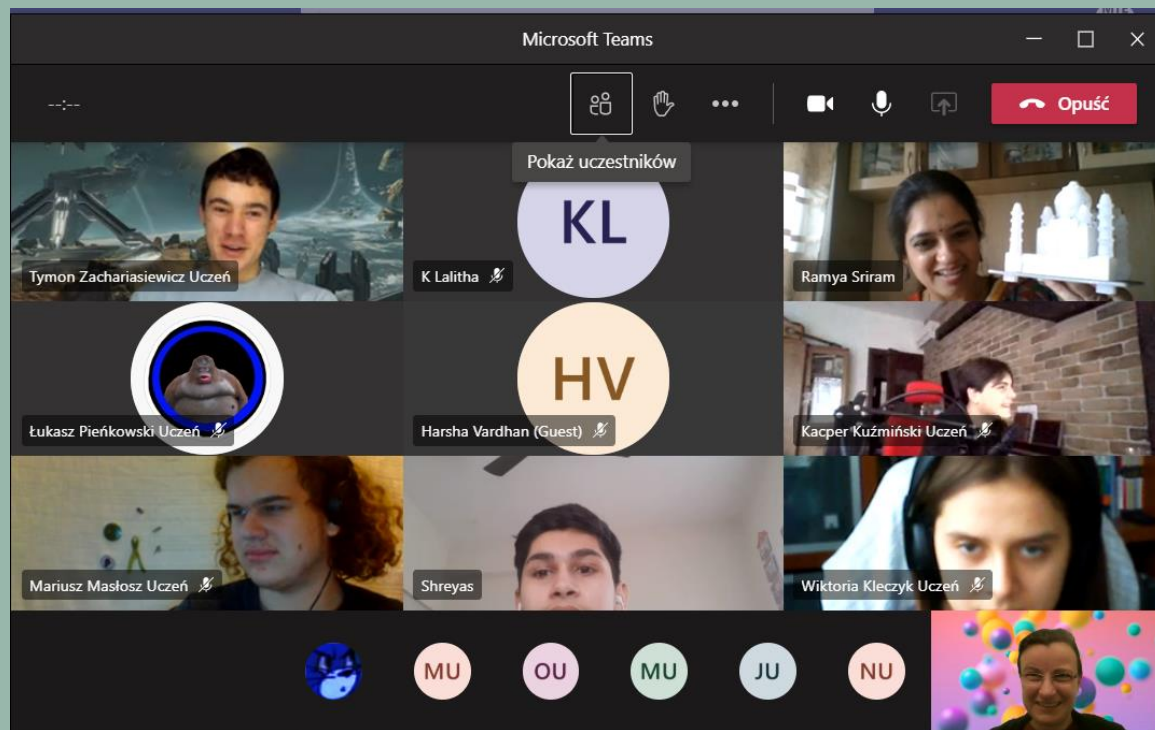 Microsoft Teams
--:--
Opuść
Pokaż uczestników
KL
Tymon Zachariasiewicz Uczeń
K Lalitha
Ramya Sriram
HV
Łukasz Pieńkowski Uczeń
Harsha Vardhan (Guest)
Kacper Kuźmiński Uczeń
Mariusz Masłosz Uczeń
Shreyas
Wiktoria Kleczyk Uczeń
MU
OU
MU
JU
NU